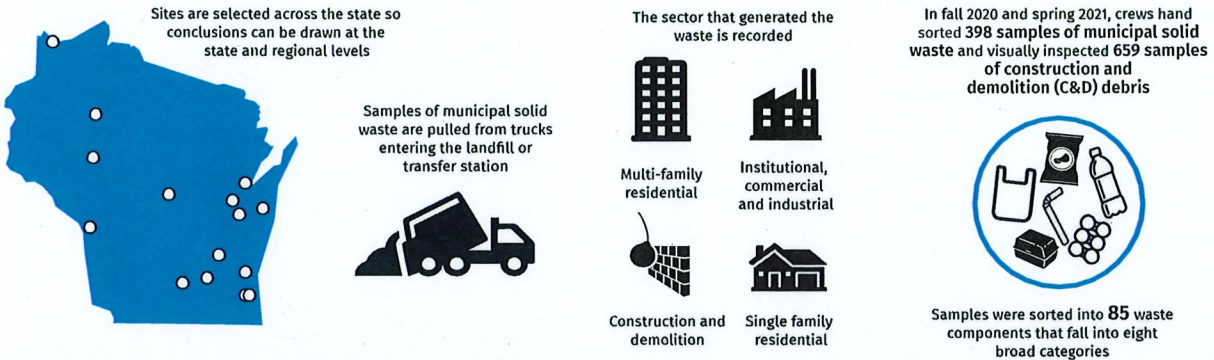 Sites are selected across the state so
conclusions can be drawn at the
state and regional levels
Samples of municipal solid
waste are pulled from trucks
entering the landfill or
transfer station
The sector that generated the
waste is recorded
Multi-family
residential
Institutional,
commercial
and industrial
Construction and
demolition
Single family
residential
In fall 2020 and spring 2021, crews hand
sorted 398 samples of municipal solid
waste and visually inspected 659 samples
of construction and
demolition (C&D) debris
Samples were sorted into 85 waste
components that fall into eight
broad categories